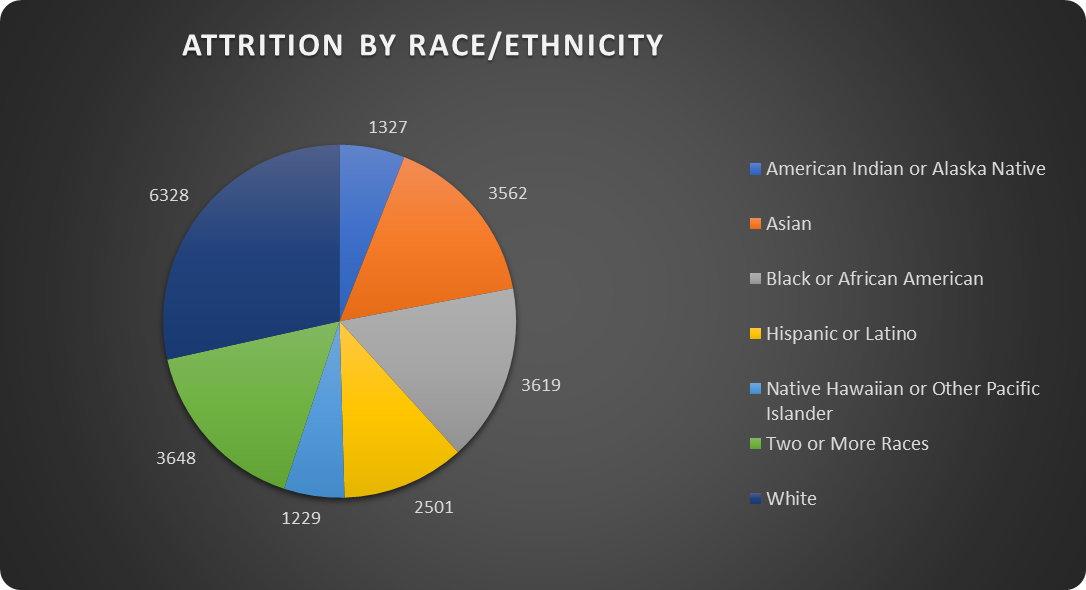 ATTRITION BY RACE/ETHNICITY
1327
3562
3619
2501
1229
3648
6328
American Indian or Alaska Native
Asian
Black or African American
Hispanic or Latino
Native Hawaiian or Other Pacific
Islander
Two or More Races
White